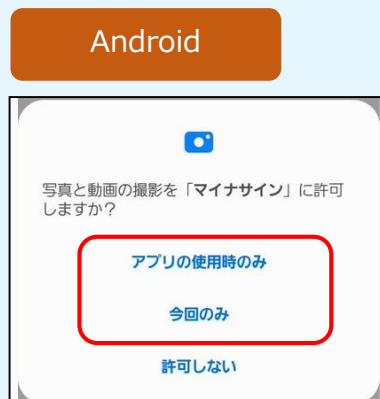 Android
写真と動画の撮影を「マイナサイン」に許可
しますか？
アプリの使用時のみ
今回のみ
許可しない